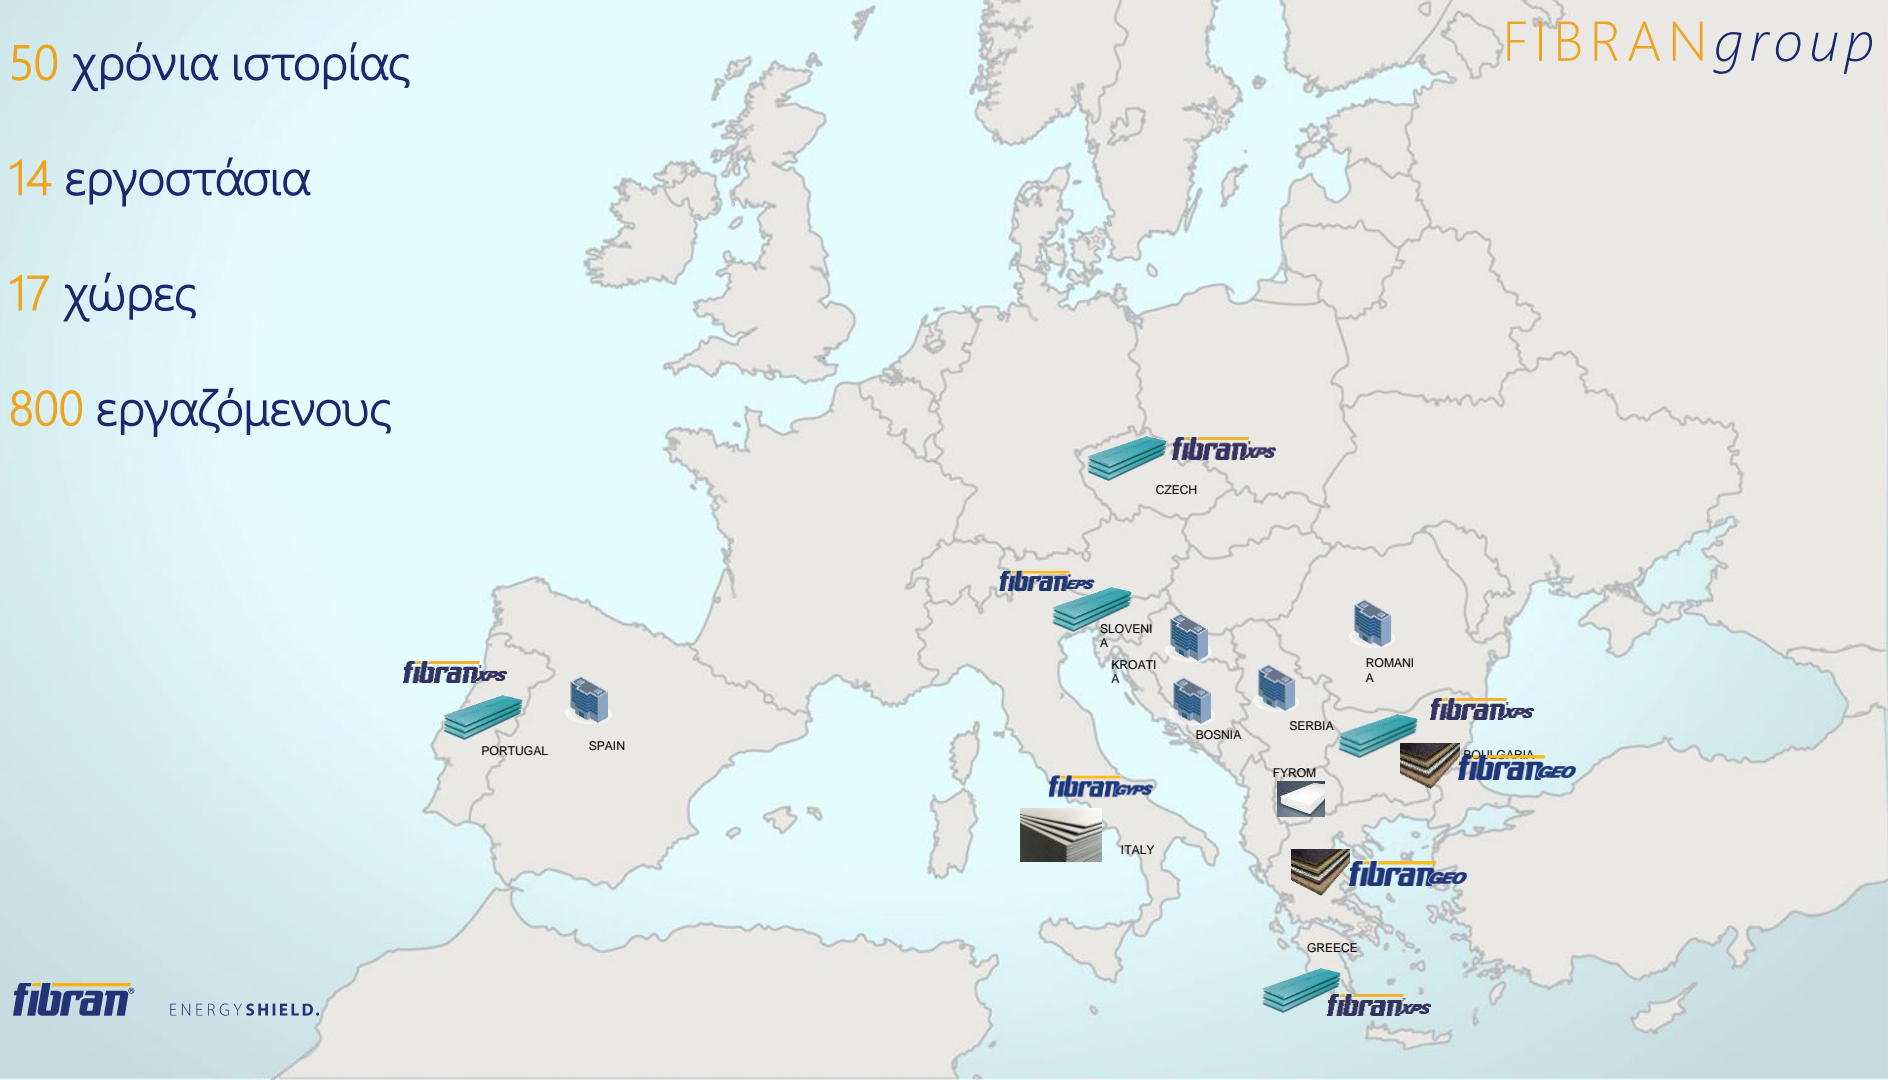 50 χρόνια ιστορίας
FIBRANgroup
14 εργοστάσια
17 χώρες
800 εργαζόμενους
fibranXPS
CZECH
fibranEPS
SLOVENI
A
KROATI
A
ROMANI
A
fibranXPS
PORTUGAL
SPAIN
BOSNIA
SERBIA
fibranXPS
BOULGARIA
fibranGEO
FYROM
fibranGYPS
ITALY
fibranGEO
GREECE
fibranXPS
fibran®
ENERGYSHIELD.